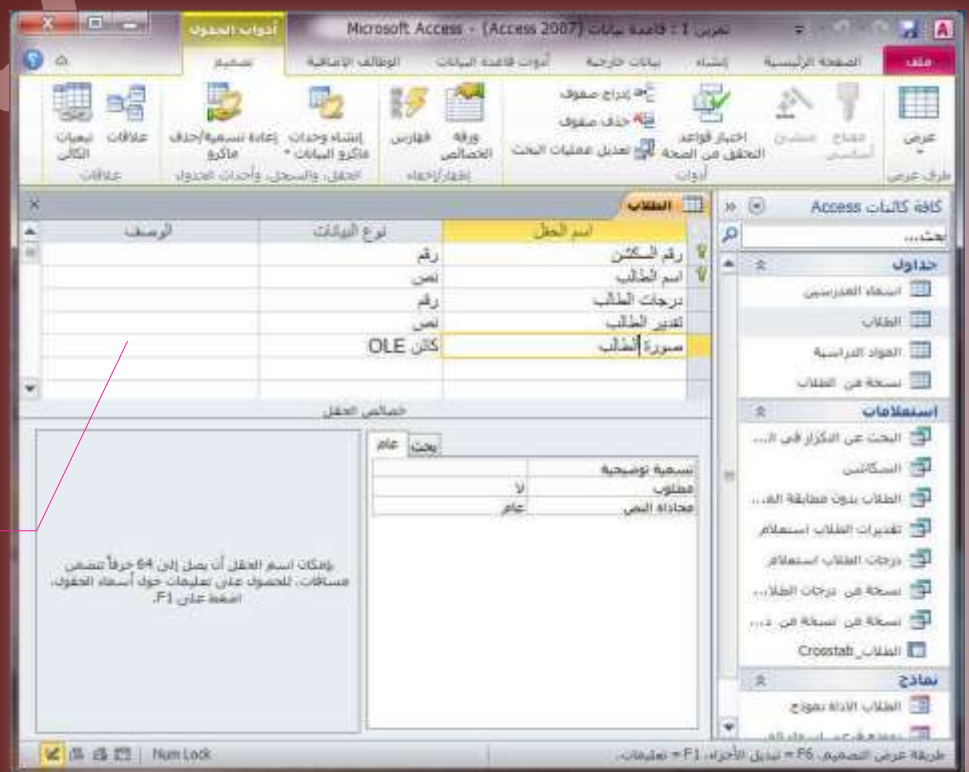 تمرين 1 : قاعدة بيانات (Access 2007) - Microsoft Access
أدوات الجدول
ملف الصفحة الرئيسية إنشاء بيانات خارجية أدوات قاعدة البيانات الوظائف الإضافية تصميم
عرض
مفتاح أساسي
منشئ
اختبار قواعد التحقق من الصحة
إدراج صفوف
حذف صفوف
تعديل عمليات البحث
ورقة الخصائص
فهارس
إنشاء وحدات ماكرو البيانات
إعادة تسمية/حذف ماكرو
علاقات
تبعيات الكائن
طرق عرض
أدوات
إظهار/إخفاء
الحقل، والسجل، وأحداث الجدول
علاقات
كافة كائنات Access
بحث...
جداول
اسماء المدرسين
الطلاب
المواد الدراسية
نسخة من الطلاب
استعلامات
البحث عن التكرار في ال...
السكاشن
الطلاب بدون مطابقة الم...
تقديرات الطلاب استعلام
درجات الطلاب استعلام
نسخة من درجات الطلا...
نسخة من نسخة من د...
الطلاب_Crosstab
نماذج
الطلاب الاداة نموذج
الطلاب
اسم الحقل نوع البيانات الوصف
رقم السكشن رقم
اسم الطالب نص
درجات الطالب رقم
تقدير الطالب نص
صورة الطالب كائن OLE
خصائص الحقل
عام بحث
تسمية توضيحية
مطلوب لا
محاذاة النص عام
بإمكان اسم الحقل أن يصل إلى 64 حرفاً تتضمن
مسافات. للحصول على تعليمات حول أسماء الحقول،
اضغط على F1.
طريقة عرض التصميم. F6 = تبديل الأجزاء. F1 = تعليمات.
Num Lock